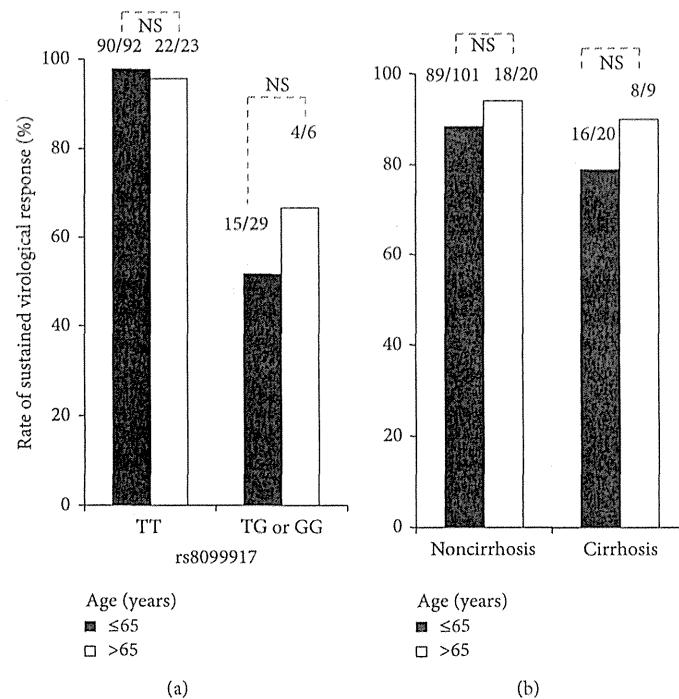 NS
90/92 22/23
NS
4/6
15/29
100
80
60
40
20
0
Rate of sustained virological response (%)
TT
TG or GG
rs8099917
Age (years)
≤65
>65
(a)
NS
89/101 18/20
NS
8/9
16/20
100
80
60
40
20
0
Noncirrhosis
Cirrhosis
Age (years)
≤65
>65
(b)